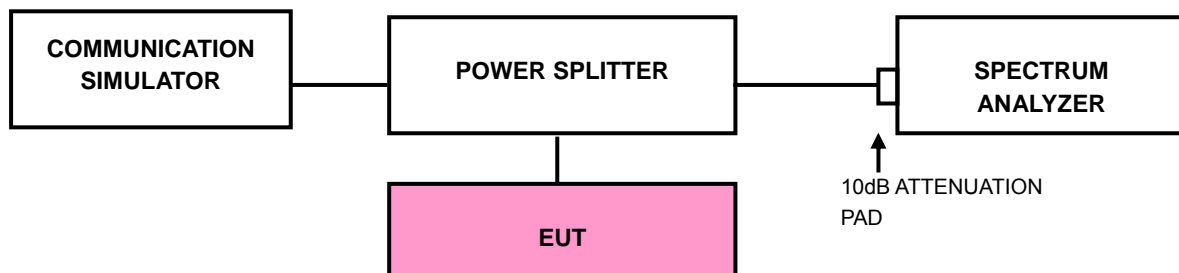 COMMUNICATION
SIMULATOR
POWER SPLITTER
SPECTRUM
ANALYZER
10dB ATTENUATION
PAD
EUT